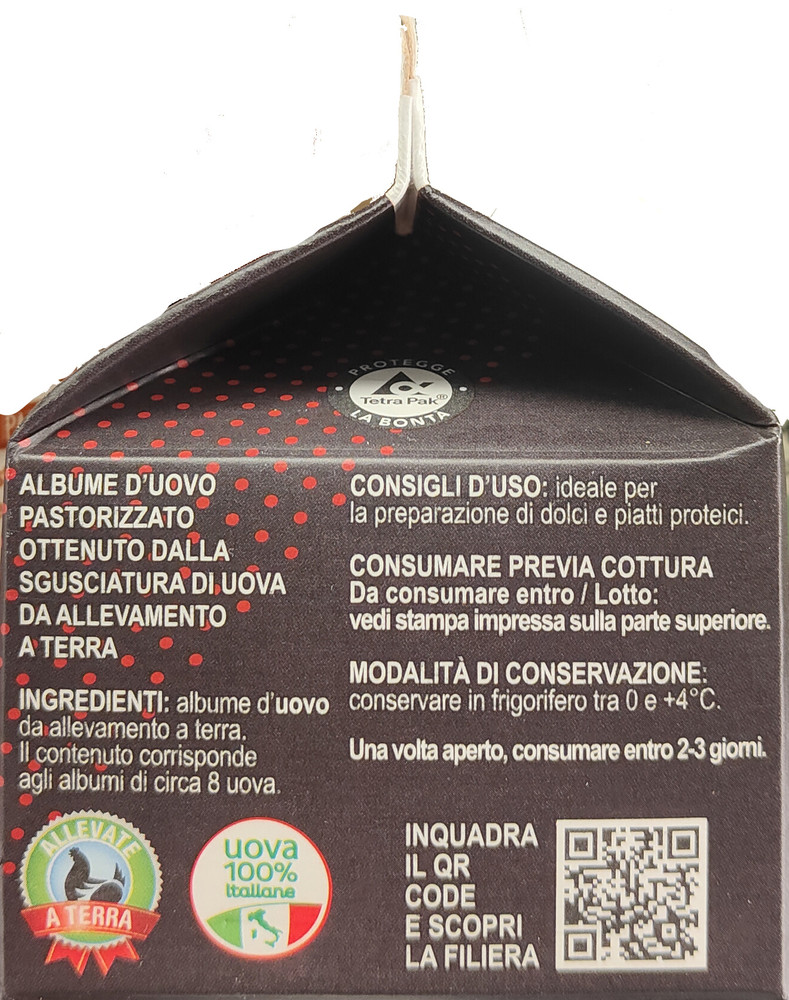 PROTEGGE
Tetra Pak®
LA BONTÀ
ALBUME D'UOVO
PASTORIZZATO
OTTENUTO DALLA
SGUSCIATURA DI UOVA
DA ALLEVAMENTO
A TERRA
INGREDIENTI: albume d'uovo
da allevamento a terra.
Il contenuto corrisponde
agli albumi di circa 8 uova.
CONSIGLI D'USO: ideale per
la preparazione di dolci e piatti proteici.
CONSUMARE PREVIA COTTURA
Da consumare entro / Lotto:
vedi stampa impressa sulla parte superiore.
MODALITÀ DI CONSERVAZIONE:
conservare in frigorifero tra 0 e +4°C.
Una volta aperto, consumare entro 2-3 giorni.
ALLEVATE
A TERRA
uova
100%
italiane
INQUADRA
IL QR
CODE
E SCOPRI
LA FILIERA